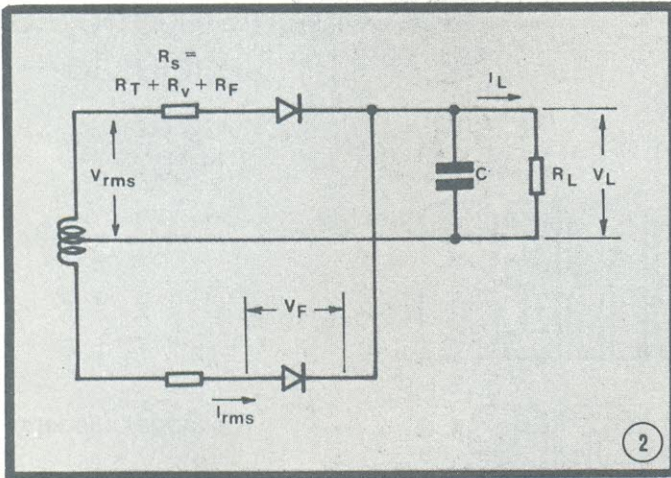 R_s =
R_T + R_v + R_F
I_L
V_rms
C
R_L
V_L
V_F
I_rms
2